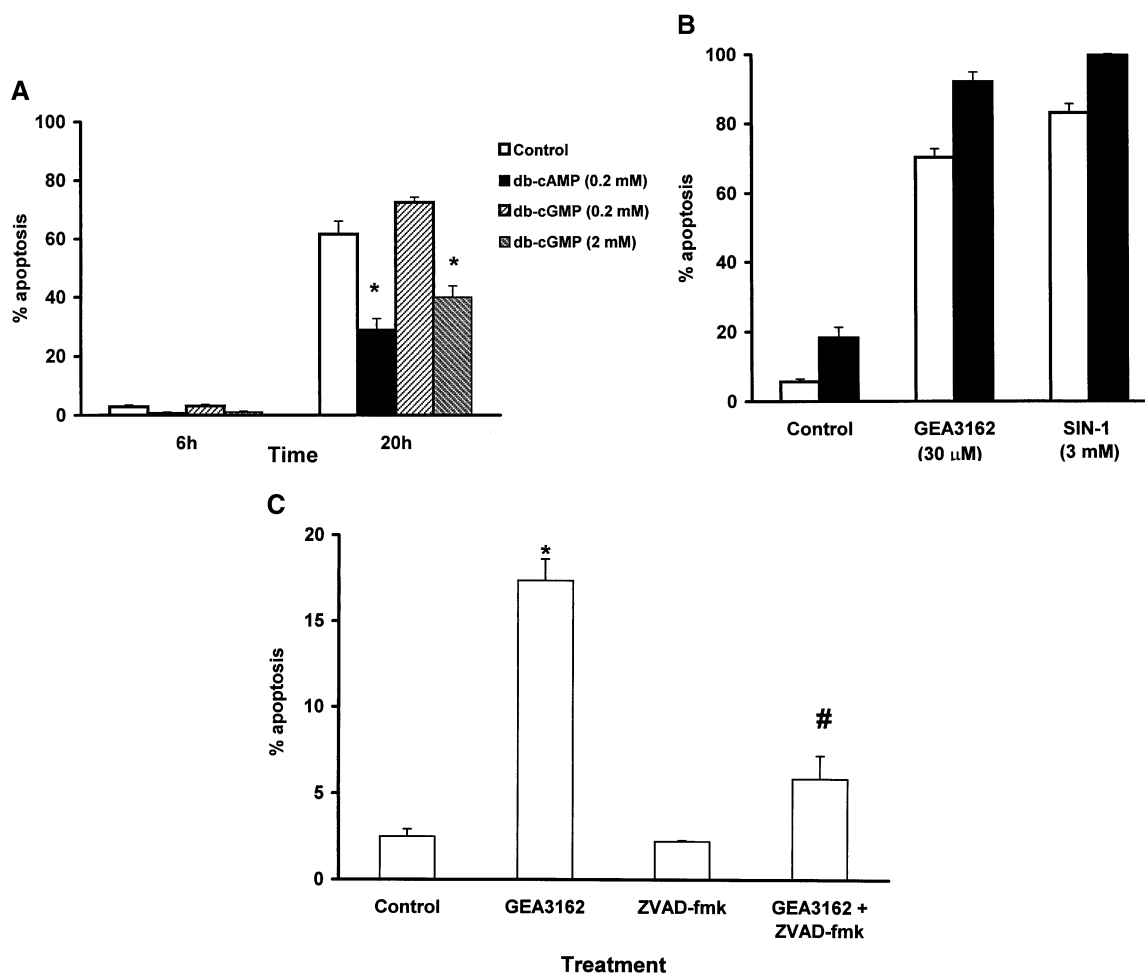 A
100
80
60
40
20
0
% apoptosis
6h
20h
Time
Control
db-cAMP (0.2 mM)
db-cGMP (0.2 mM)
db-cGMP (2 mM)
*
*
B
100
80
60
40
20
0
% apoptosis
Control
GEA3162
(30 μM)
SIN-1
(3 mM)
C
20
15
10
5
0
% apoptosis
*
#
Control
GEA3162
ZVAD-fmk
GEA3162 +
ZVAD-fmk
Treatment